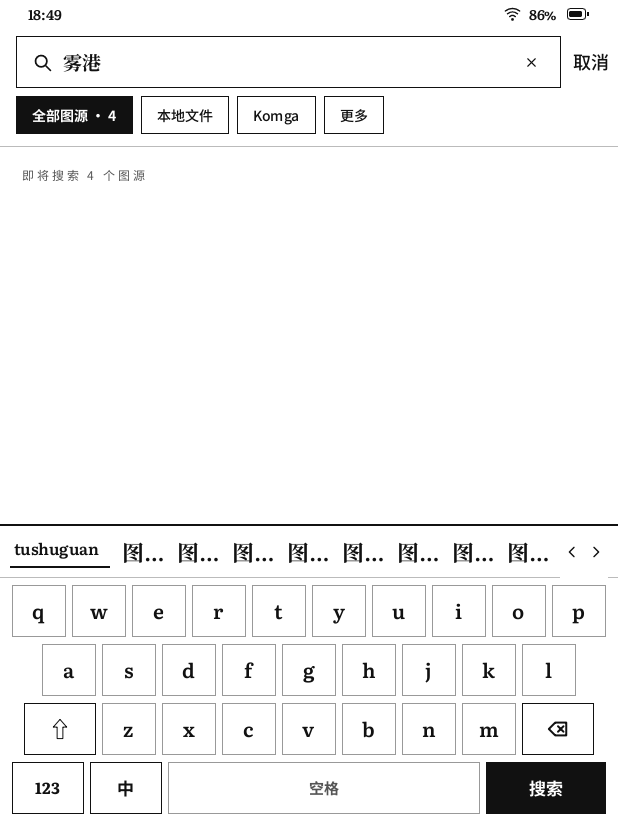 18:49 86%
雾港 × 取消
全部图源 · 4 本地文件 Komga 更多
即将搜索 4 个图源
tushuguan 图... 图... 图... 图... 图... 图... 图... 图...
q w e r t y u i o p
a s d f g h j k l
z x c v b n m
123 中 空格 搜索